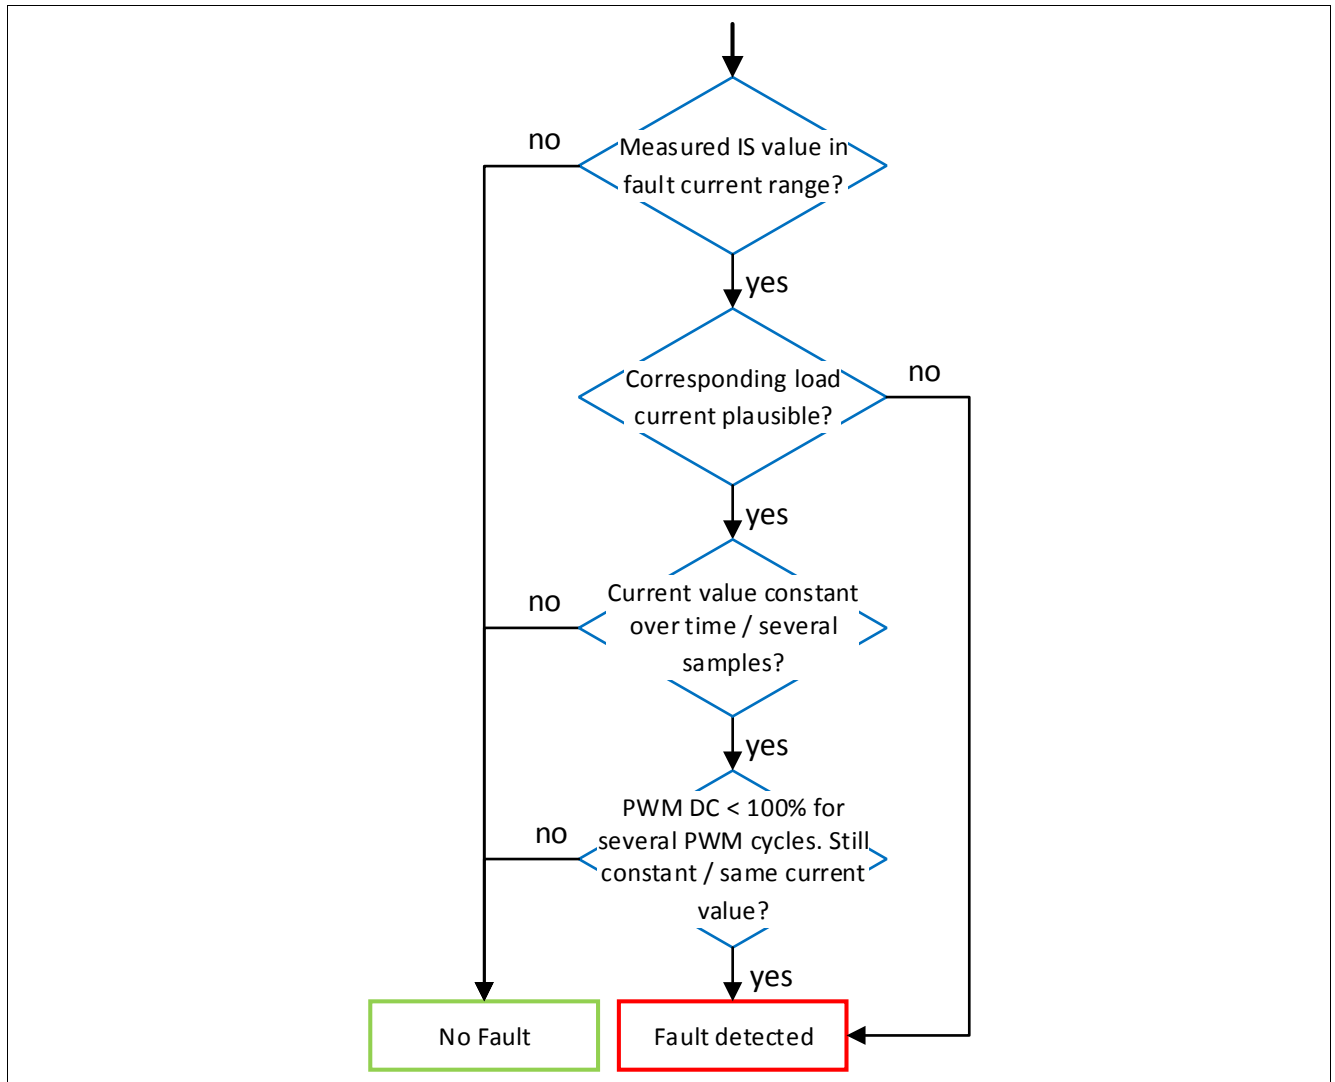 no
Measured IS value in
fault current range?
yes
Corresponding load
current plausible?
no
yes
no
Current value constant
over time / several
samples?
yes
no
PWM DC < 100% for
several PWM cycles. Still
constant / same current
value?
yes
No Fault
Fault detected